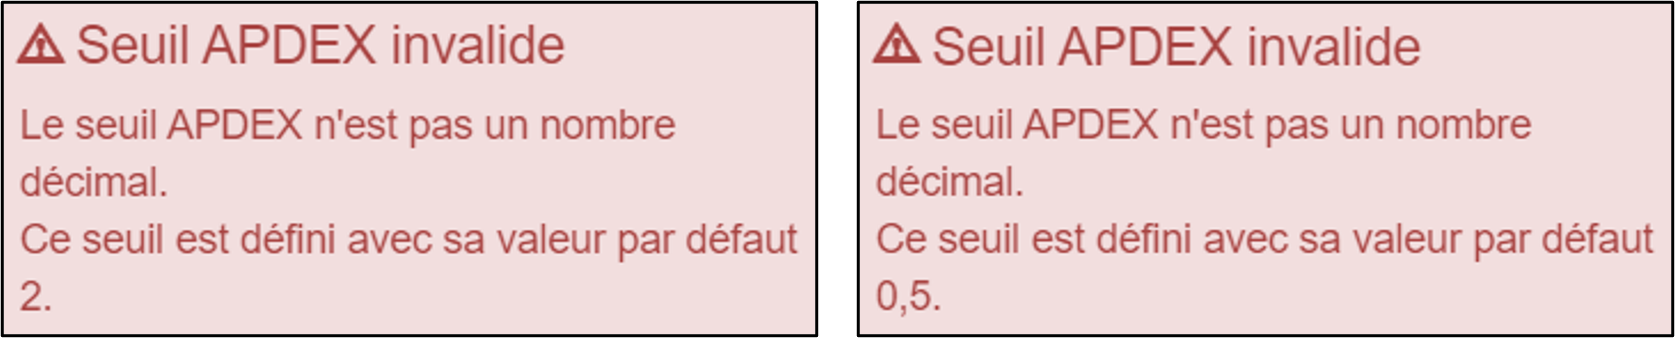 Seuil APDEX invalide
Le seuil APDEX n'est pas un nombre
décimal.
Ce seuil est défini avec sa valeur par défaut
2.
Seuil APDEX invalide
Le seuil APDEX n'est pas un nombre
décimal.
Ce seuil est défini avec sa valeur par défaut
0,5.